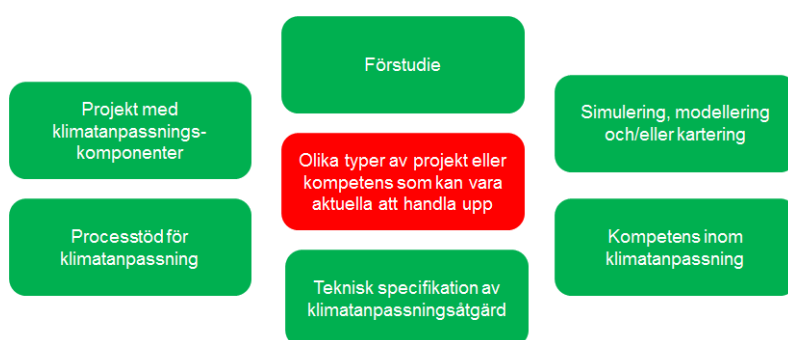 Förstudie
Projekt med
klimatanpassnings-
komponenter
Simulering, modellering
och/eller kartering
Olika typer av projekt eller
kompetens som kan vara
aktuella att handla upp
Processtöd för
klimatanpassning
Kompetens inom
klimatanpassning
Teknisk specifikation av
klimatanpassningsåtgärd